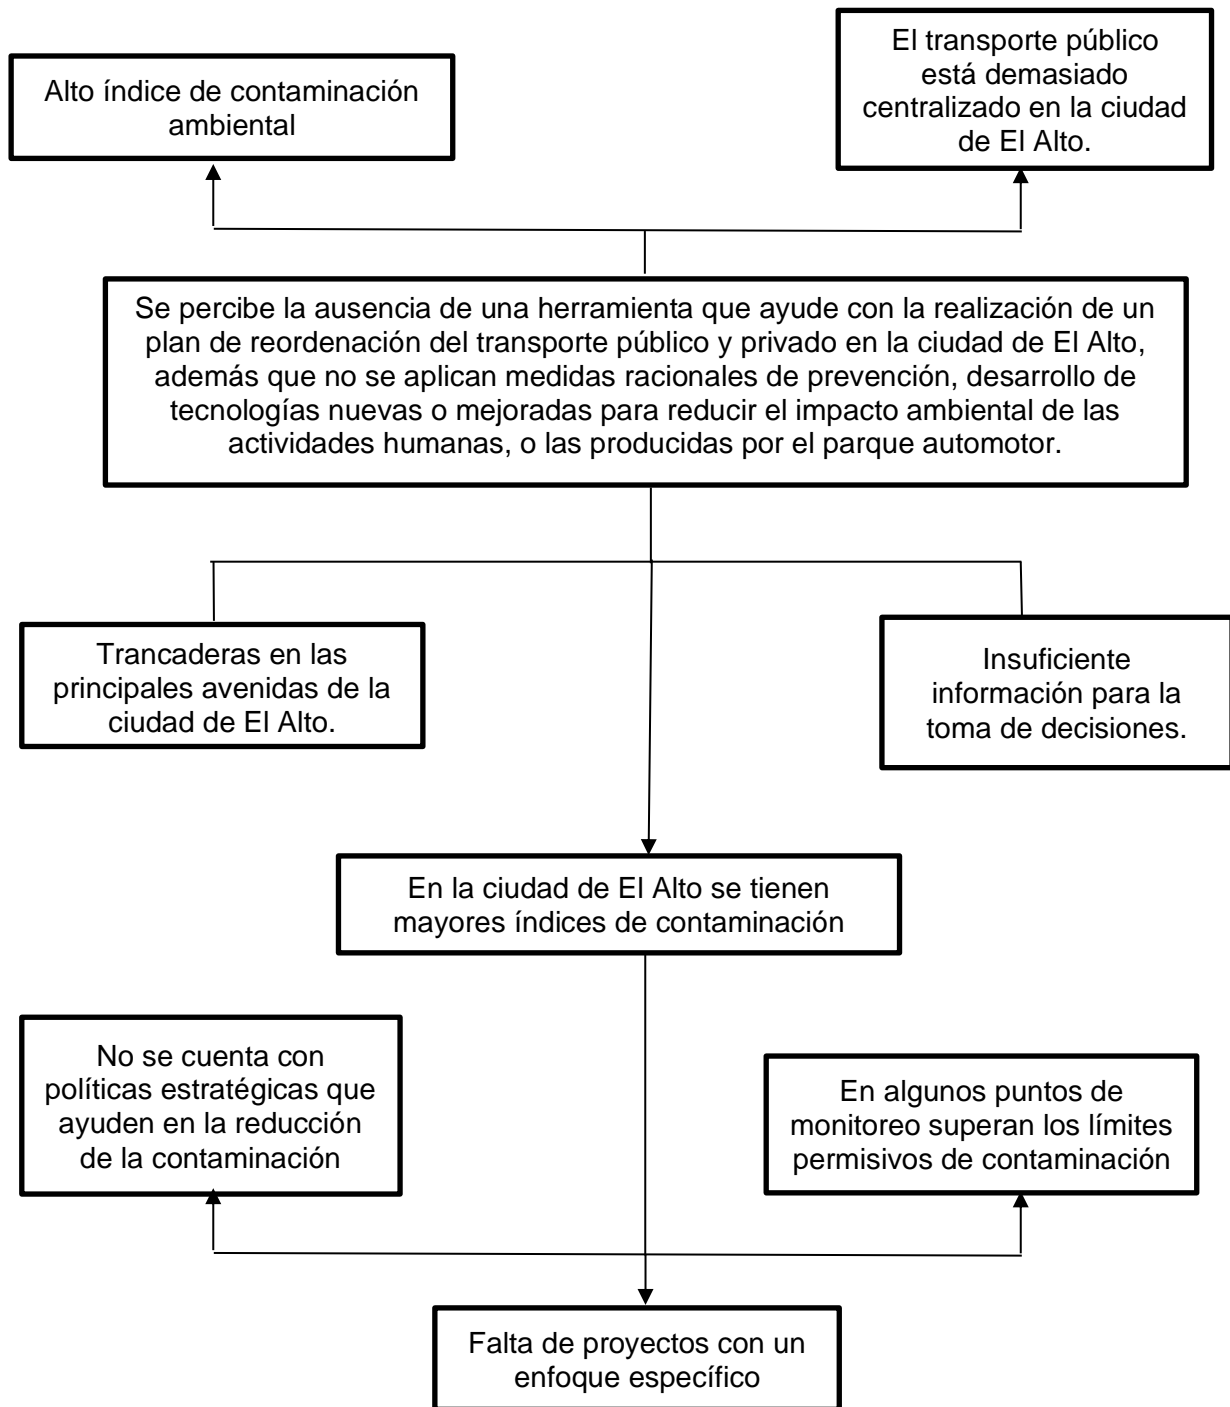 Alto índice de contaminación
ambiental
El transporte público
está demasiado
centralizado en la ciudad
de El Alto.
Se percibe la ausencia de una herramienta que ayude con la realización de un
plan de reordenación del transporte público y privado en la ciudad de El Alto,
además que no se aplican medidas racionales de prevención, desarrollo de
tecnologías nuevas o mejoradas para reducir el impacto ambiental de las
actividades humanas, o las producidas por el parque automotor.
Trancaderas en las
principales avenidas de la
ciudad de El Alto.
Insuficiente
información para la
toma de decisiones.
En la ciudad de El Alto se tienen
mayores índices de contaminación
No se cuenta con
políticas estratégicas que
ayuden en la reducción
de la contaminación
En algunos puntos de
monitoreo superan los límites
permisivos de contaminación
Falta de proyectos con un
enfoque específico